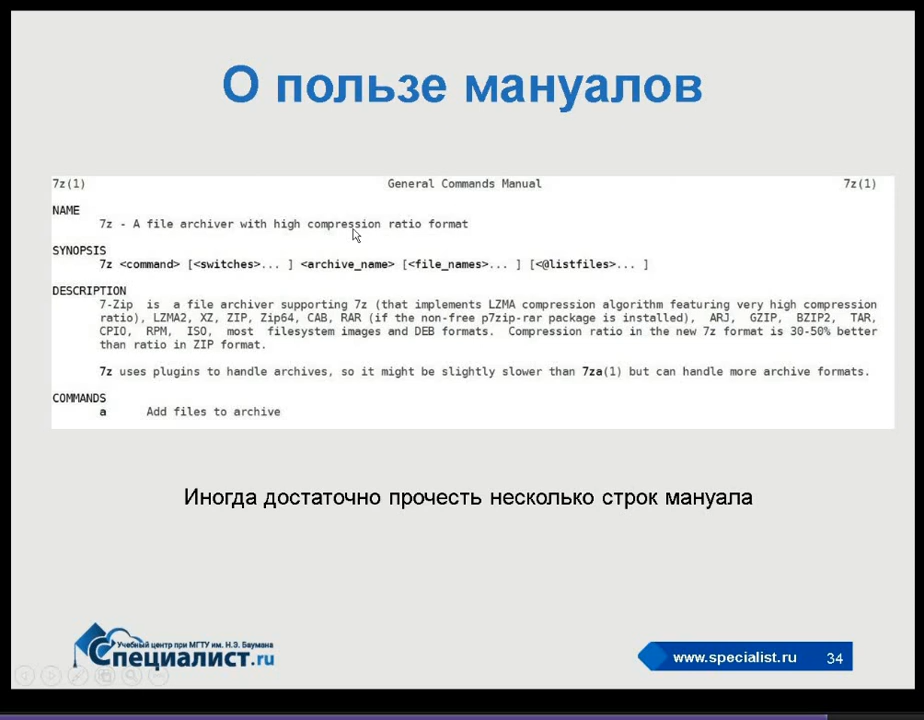 О пользе мануалов
7z(1) General Commands Manual 7z(1)
NAME
7z - A file archiver with high compression ratio format
SYNOPSIS
7z <command> [<switches>... ] <archive_name> [<file_names>... ] [<@listfiles>... ]
DESCRIPTION
7-Zip is a file archiver supporting 7z (that implements LZMA compression algorithm featuring very high compression
ratio), LZMA2, XZ, ZIP, Zip64, CAB, RAR (if the non-free p7zip-rar package is installed), ARJ, GZIP, BZIP2, TAR,
CPIO, RPM, ISO, most filesystem images and DEB formats. Compression ratio in the new 7z format is 30-50% better
than ratio in ZIP format.
7z uses plugins to handle archives, so it might be slightly slower than 7za(1) but can handle more archive formats.
COMMANDS
a Add files to archive
Иногда достаточно прочесть несколько строк мануала
Учебный центр при МГТУ им. Н.Э. Баумана
Специалист.ru
www.specialist.ru 34